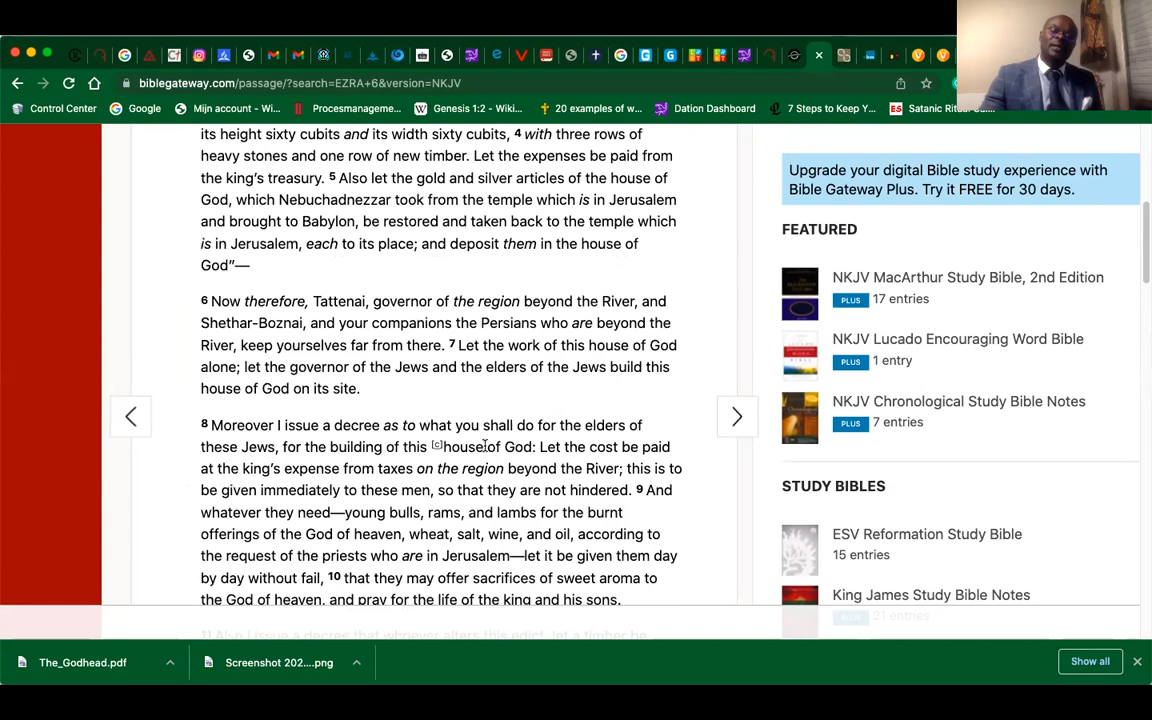 biblegateway.com/passage/?search=EZRA+6&version=NKJV
Control Center
Google
Mijn account - Wi...
Procesmanageme...
Genesis 1:2 - Wiki...
20 examples of w...
Dation Dashboard
7 Steps to Keep Y...
Satanic Ritual
its height sixty cubits and its width sixty cubits, 4 with three rows of
heavy stones and one row of new timber. Let the expenses be paid from
the king's treasury. 5 Also let the gold and silver articles of the house of
God, which Nebuchadnezzar took from the temple which is in Jerusalem
and brought to Babylon, be restored and taken back to the temple which
is in Jerusalem, each to its place; and deposit them in the house of
God”—
6 Now therefore, Tattenai, governor of the region beyond the River, and
Shethar-Boznai, and your companions the Persians who are beyond the
River, keep yourselves far from there. 7 Let the work of this house of God
alone; let the governor of the Jews and the elders of the Jews build this
house of God on its site.
8 Moreover I issue a decree as to what you shall do for the elders of
these Jews, for the building of this [c]house of God: Let the cost be paid
at the king's expense from taxes on the region beyond the River; this is to
be given immediately to these men, so that they are not hindered. 9 And
whatever they need—young bulls, rams, and lambs for the burnt
offerings of the God of heaven, wheat, salt, wine, and oil, according to
the request of the priests who are in Jerusalem—let it be given them day
by day without fail, 10 that they may offer sacrifices of sweet aroma to
the God of heaven, and pray for the life of the king and his sons.
11 Also I issue a decree that whoever alters this edict, let a timber be
Upgrade your digital Bible study experience with
Bible Gateway Plus. Try it FREE for 30 days.
FEATURED
NKJV MacArthur Study Bible, 2nd Edition
PLUS 17 entries
NKJV Lucado Encouraging Word Bible
PLUS 1 entry
NKJV Chronological Study Bible Notes
PLUS 7 entries
STUDY BIBLES
ESV Reformation Study Bible
15 entries
King James Study Bible Notes
PLUS 21 entries
The_Godhead.pdf
Screenshot 202....png
Show all